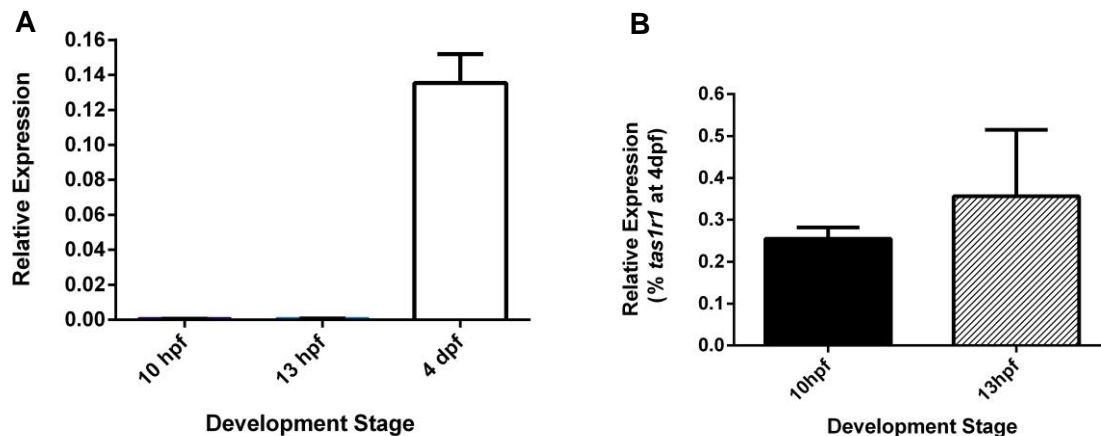 A
Relative Expression
0.16
0.14
0.12
0.10
0.08
0.06
0.04
0.02
0.00
10 hpf
13 hpf
4 dpf
Development Stage
B
Relative Expression
(% tas1r1 at 4dpf)
0.6
0.5
0.4
0.3
0.2
0.1
0.0
10hpf
13hpf
Development Stage